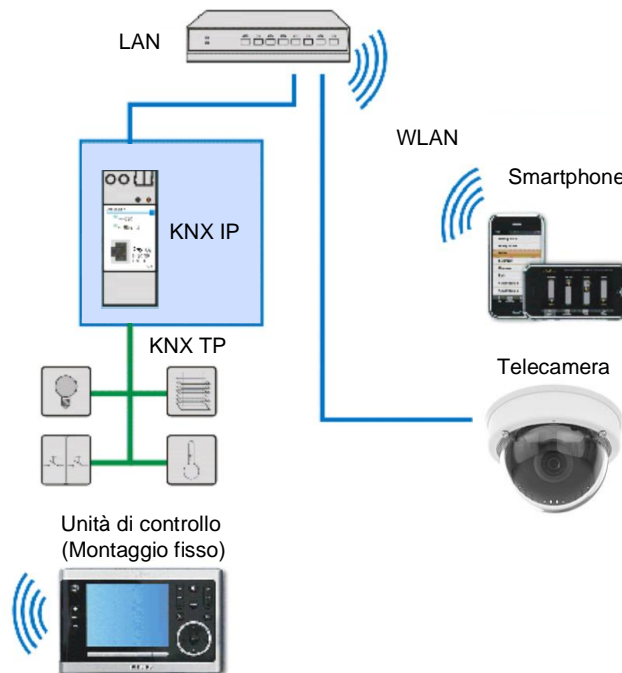 LAN
WLAN
Smartphone
KNX IP
KNX TP
Telecamera
Unità di controllo
(Montaggio fisso)